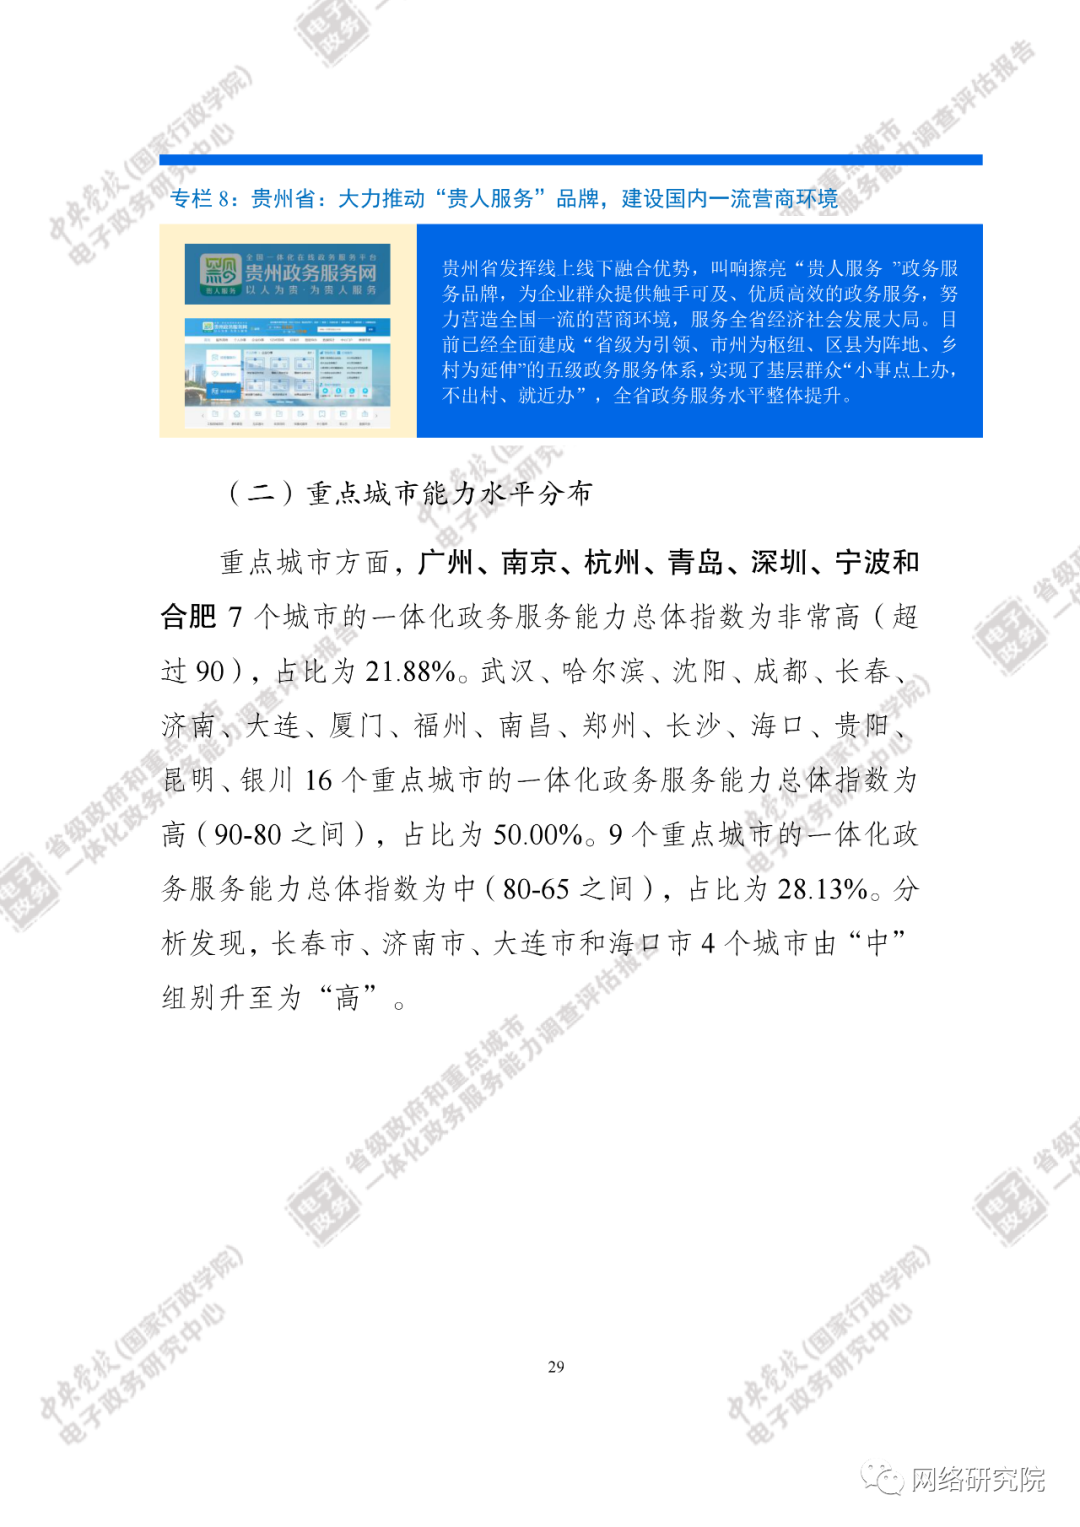 专栏 8：贵州省：大力推动“贵人服务”品牌，建设国内一流营商环境
全国一体化在线政务服务平台
贵州政务服务网
贵人服务
以人为贵·为贵人服务
贵州省发挥线上线下融合优势，叫响擦亮“贵人服务 ”政务服
务品牌，为企业群众提供触手可及、优质高效的政务服务，努
力营造全国一流的营商环境，服务全省经济社会发展大局。目
前已经全面建成“省级为引领、市州为枢纽、区县为阵地、乡
村为延伸”的五级政务服务体系，实现了基层群众“小事点上办，
不出村、就近办”，全省政务服务水平整体提升。
（二）重点城市能力水平分布
重点城市方面，广州、南京、杭州、青岛、深圳、宁波和
合肥 7 个城市的一体化政务服务能力总体指数为非常高（超
过 90），占比为 21.88%。武汉、哈尔滨、沈阳、成都、长春、
济南、大连、厦门、福州、南昌、郑州、长沙、海口、贵阳、
昆明、银川 16 个重点城市的一体化政务服务能力总体指数为
高（90-80 之间），占比为 50.00%。9 个重点城市的一体化政
务服务能力总体指数为中（80-65 之间），占比为 28.13%。分
析发现，长春市、济南市、大连市和海口市 4 个城市由“中”
组别升至为“高”。
29
电子政务
中央党校(国家行政学院)
电子政务研究中心
省级政府和重点城市
一体化政务服务能力调查评估报告
网络研究院